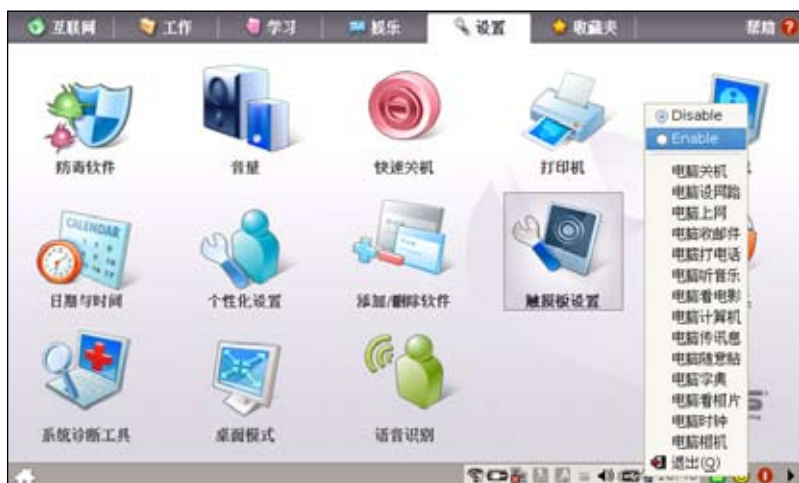 互联网 工作 学习 娱乐 设置 收藏夹 帮助
防毒软件 音量 快速关机 打印机
CALENDAR
日期与时间 个性化设置 添加/删除软件 触摸板设置
系统诊断工具 桌面模式 语音识别
Disable
Enable
电脑关机
电脑设网路
电脑上网
电脑收邮件
电脑打电话
电脑听音乐
电脑看电影
电脑计算机
电脑传讯息
电脑随意贴
电脑字典
电脑看相片
电脑时钟
电脑相机
退出(Q)